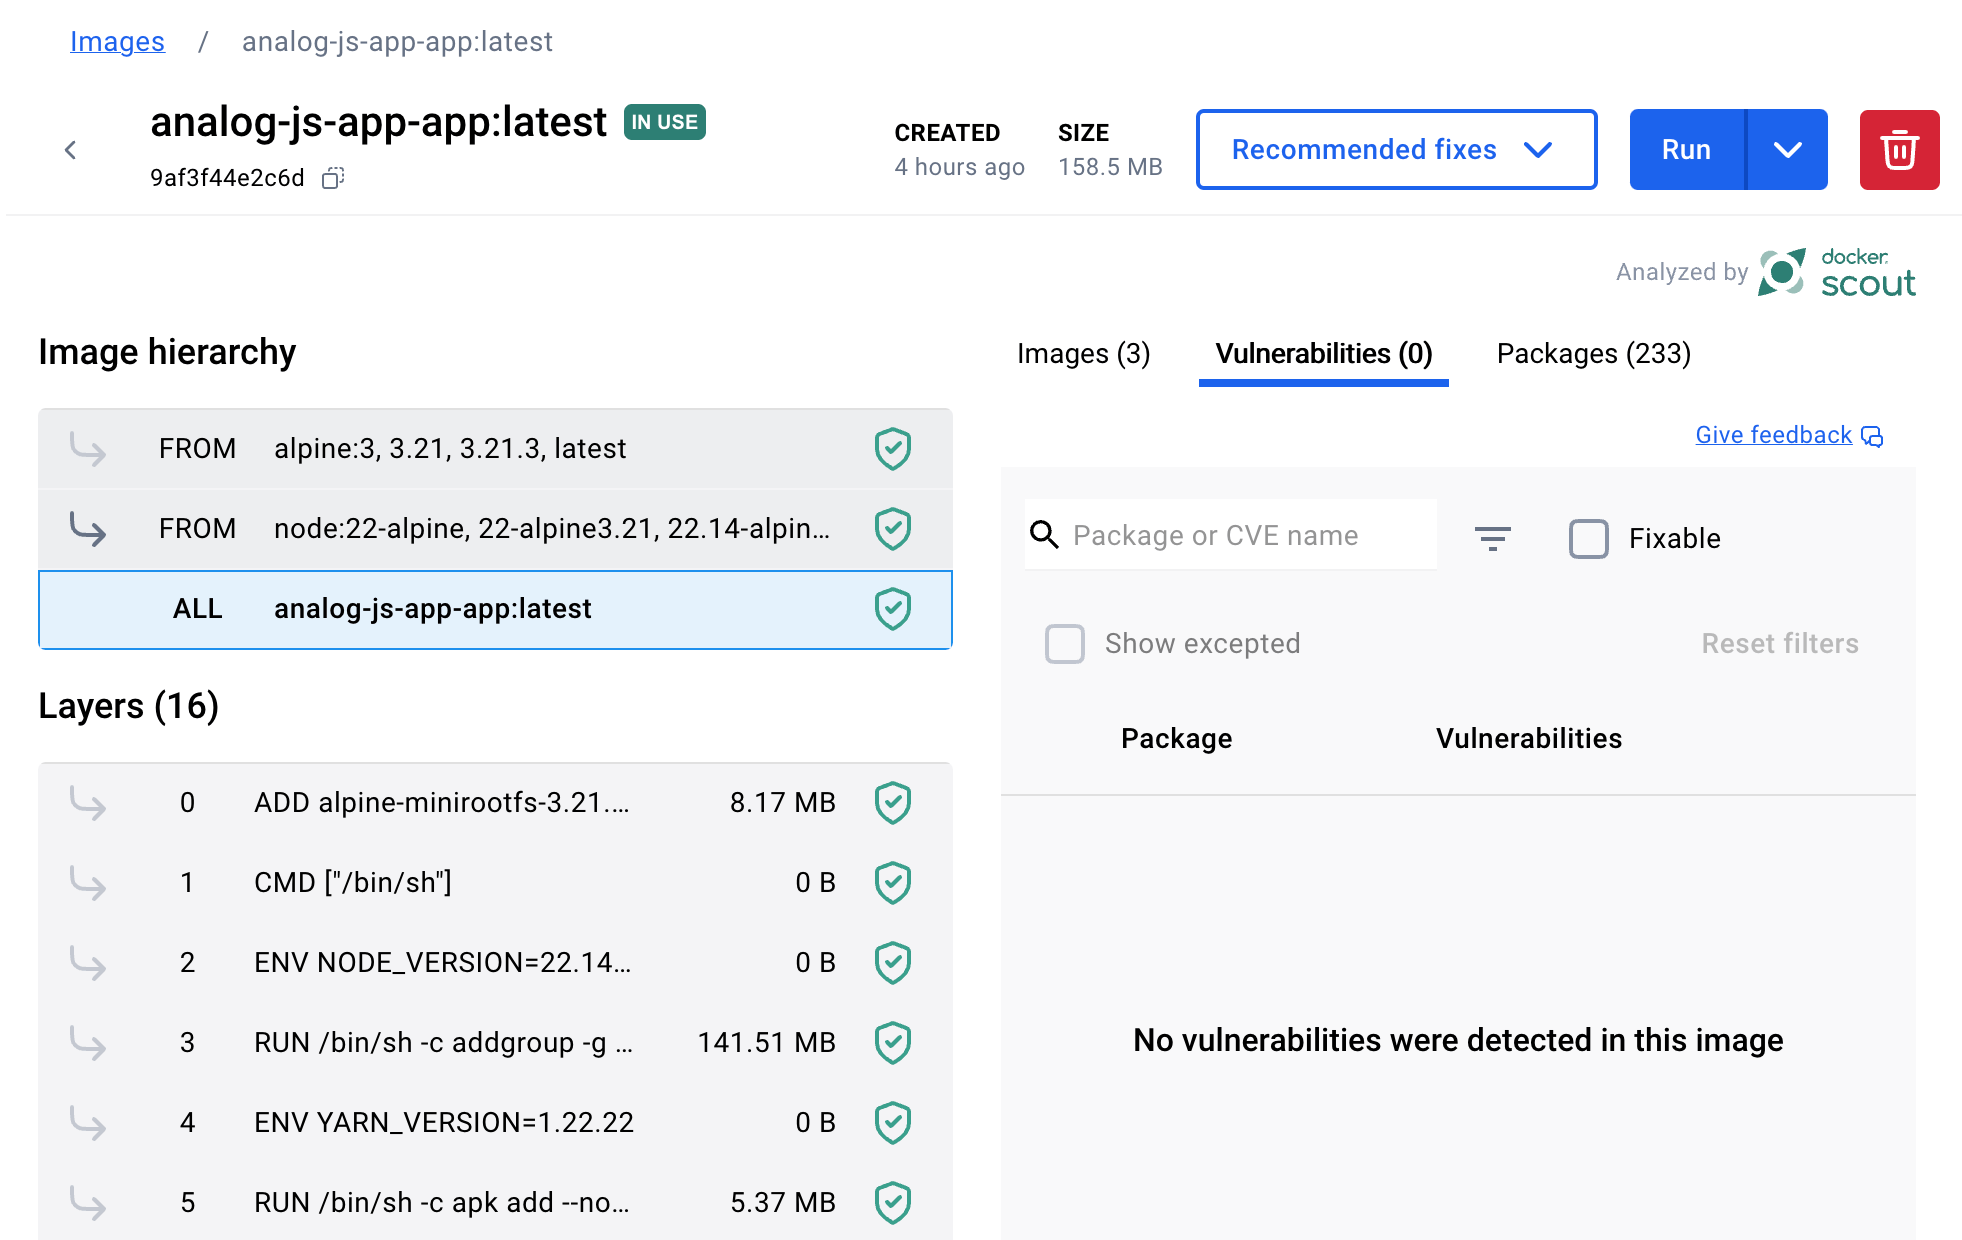 Images / analog-js-app-app:latest
analog-js-app-app:latest IN USE
9af3f44e2c6d
CREATED
4 hours ago
SIZE
158.5 MB
Recommended fixes
Run
Analyzed by docker scout
Image hierarchy
FROM alpine:3, 3.21, 3.21.3, latest
FROM node:22-alpine, 22-alpine3.21, 22.14-alpin...
ALL analog-js-app-app:latest
Layers (16)
0 ADD alpine-minirootfs-3.21.... 8.17 MB
1 CMD ["/bin/sh"] 0 B
2 ENV NODE_VERSION=22.14... 0 B
3 RUN /bin/sh -c addgroup -g ... 141.51 MB
4 ENV YARN_VERSION=1.22.22 0 B
5 RUN /bin/sh -c apk add --no... 5.37 MB
Images (3) Vulnerabilities (0) Packages (233)
Give feedback
Package or CVE name
Fixable
Show excepted
Reset filters
Package Vulnerabilities
No vulnerabilities were detected in this image